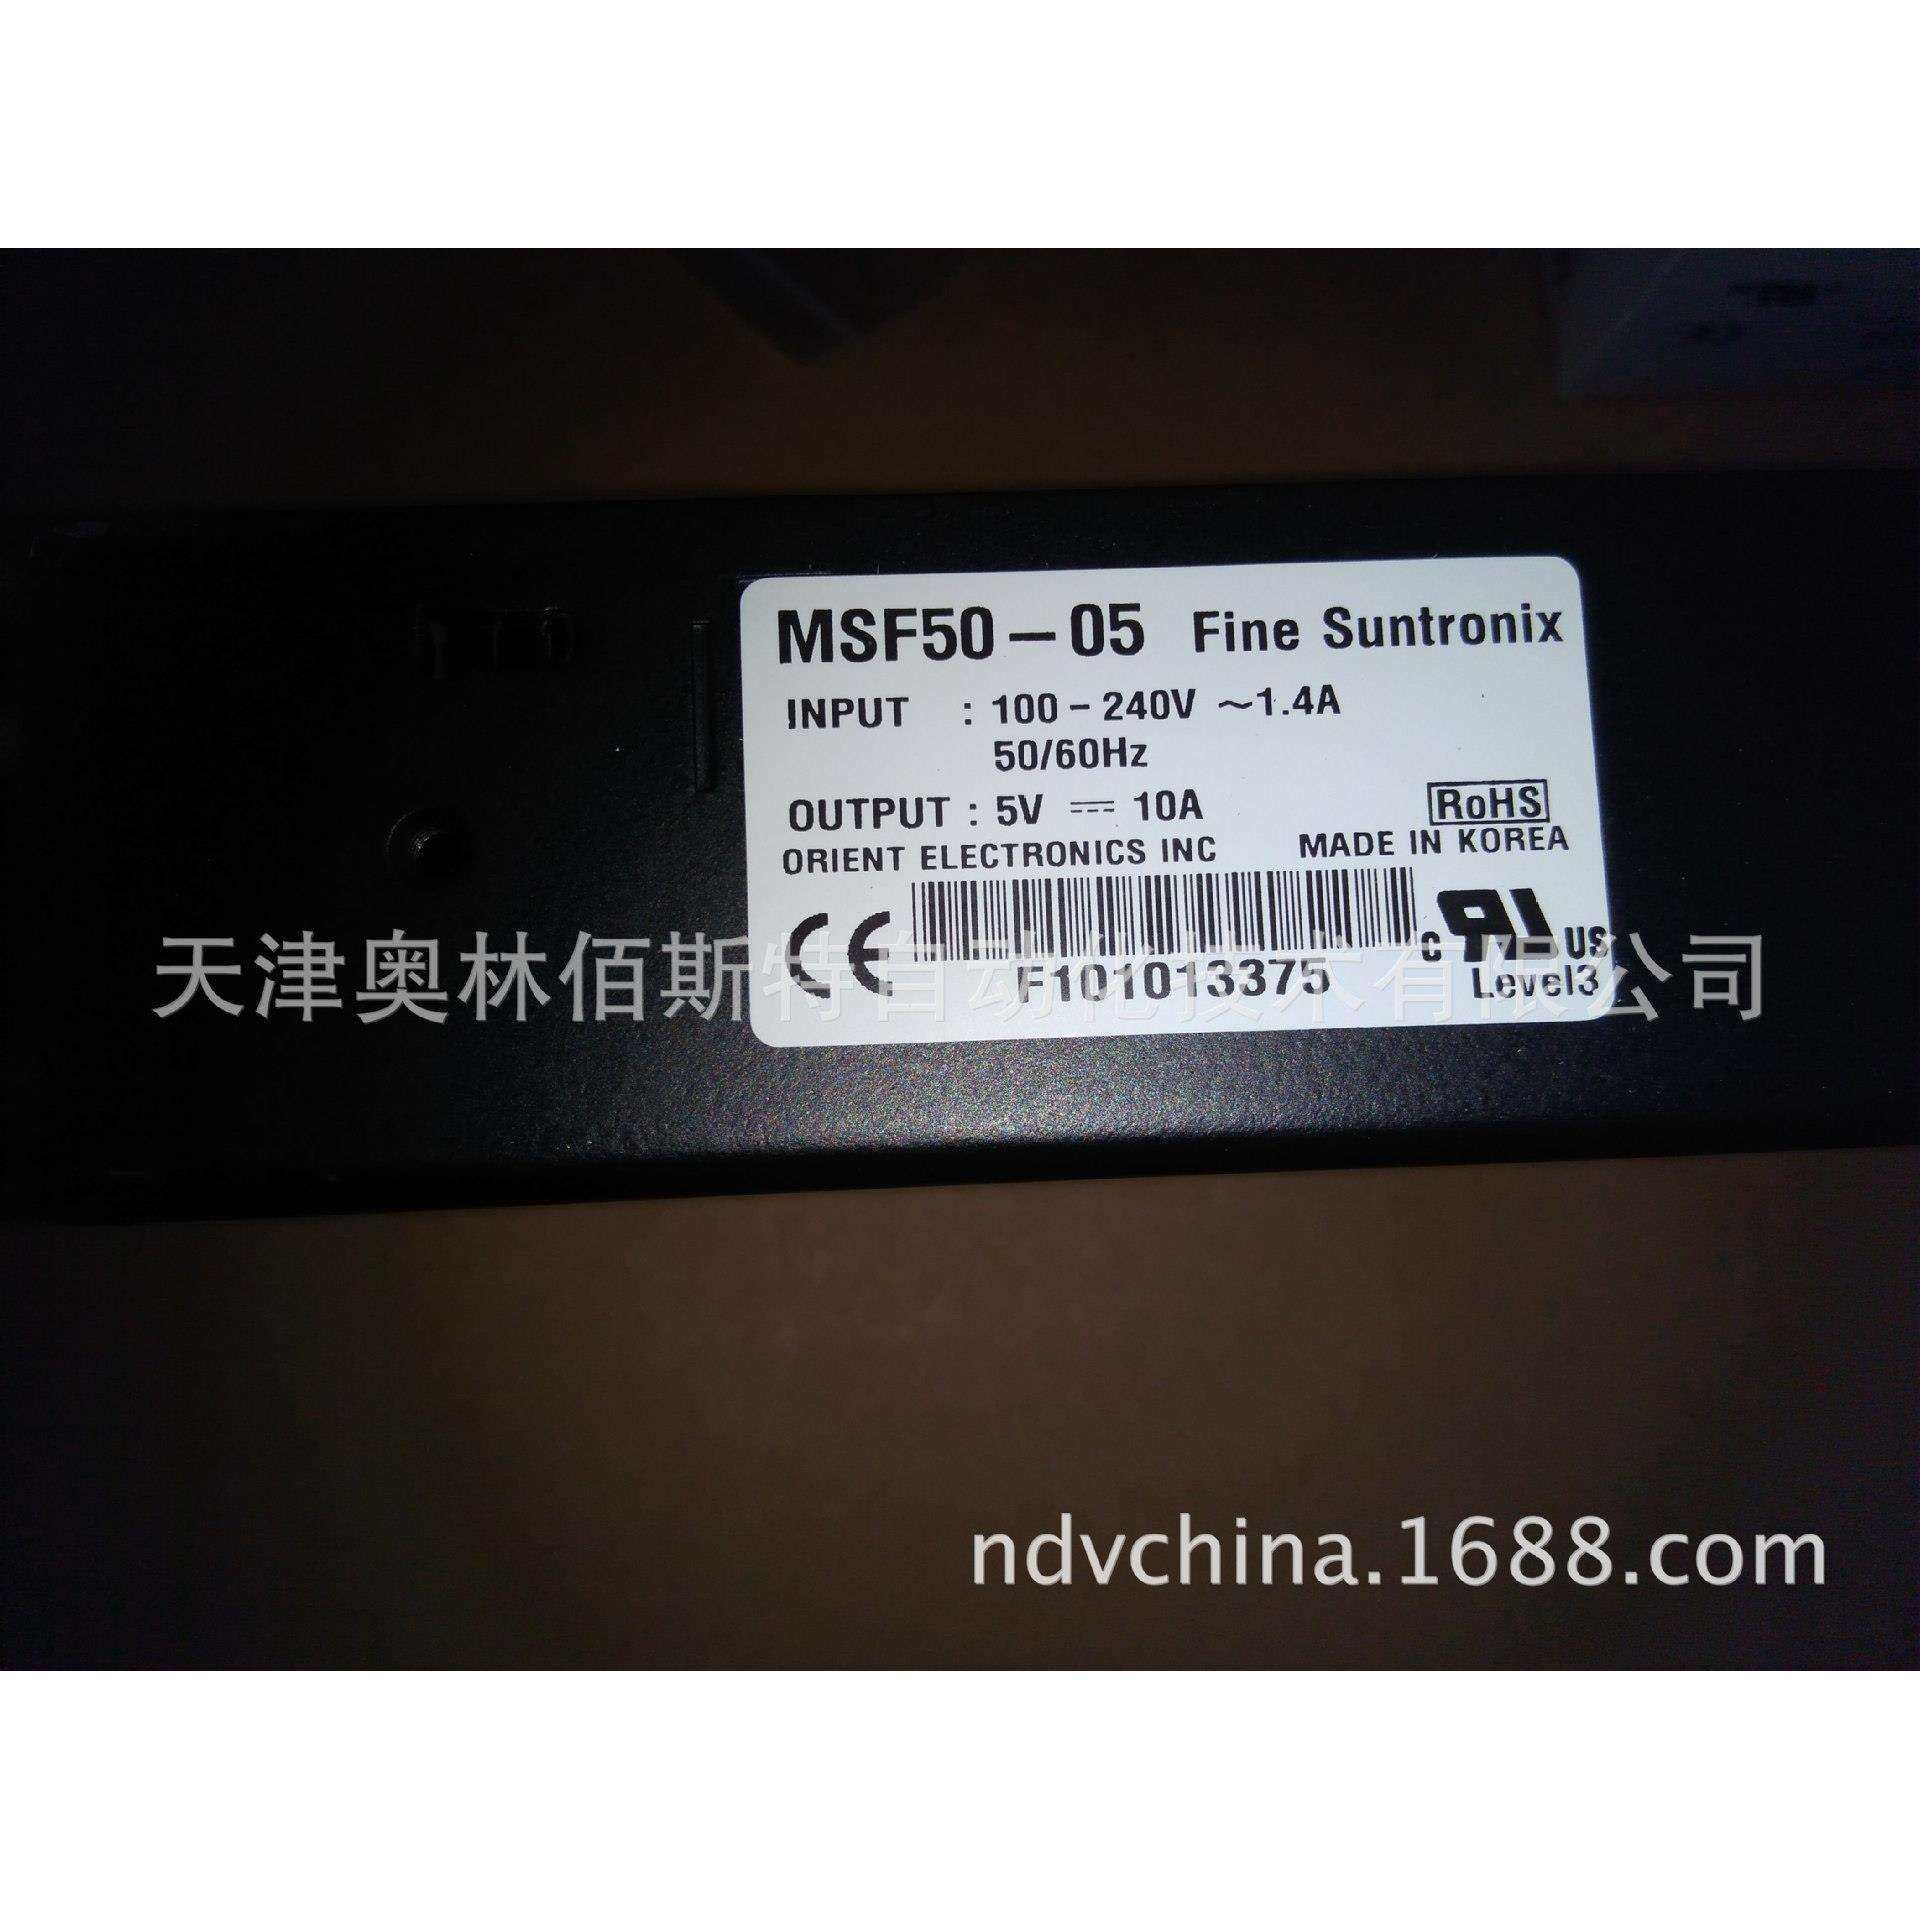 MSF50-05 Fine Suntronix
INPUT : 100-240V ~1.4A
50/60Hz
OUTPUT : 5V ⎓ 10A
RoHS
ORIENT ELECTRONICS INC MADE IN KOREA
CE
F101013375
c RU US
Level3
天津奥林佰斯特自动化技术有限公司
ndvchina.1688.com